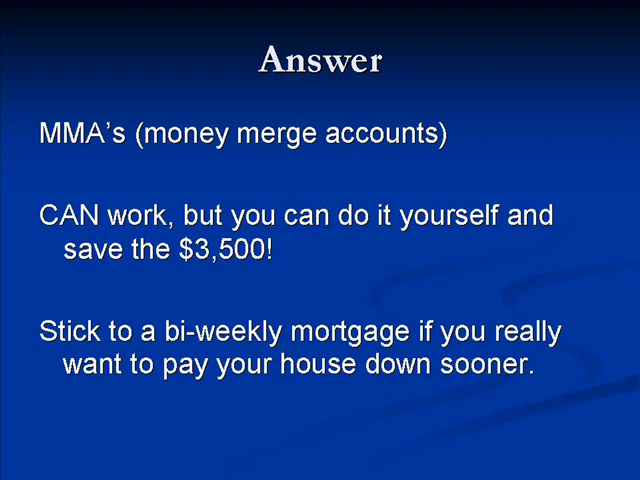 Answer
MMA's (money merge accounts)
CAN work, but you can do it yourself and
save the $3,500!
Stick to a bi-weekly mortgage if you really
want to pay your house down sooner.